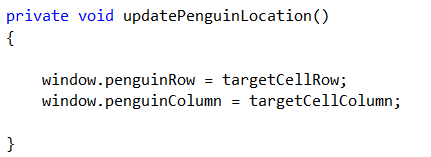 private void updatePenguinLocation()
{
window.penguinRow = targetCellRow;
window.penguinColumn = targetCellColumn;
}